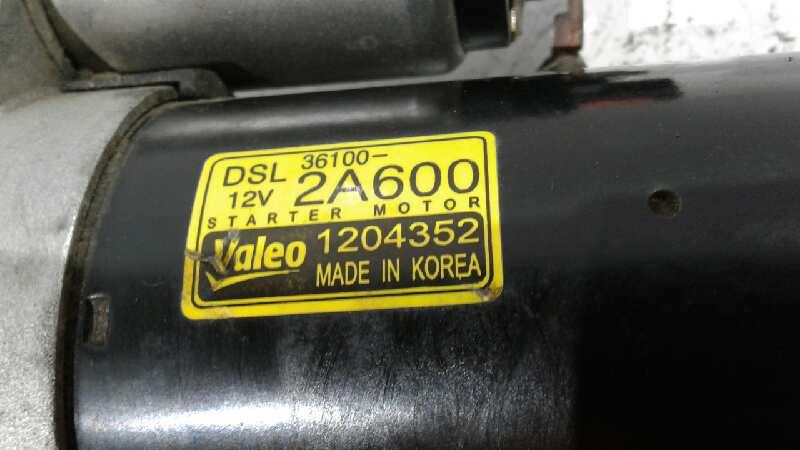 DSL 36100-
12V 2A600
STARTER MOTOR
Valeo 1204352
MADE IN KOREA